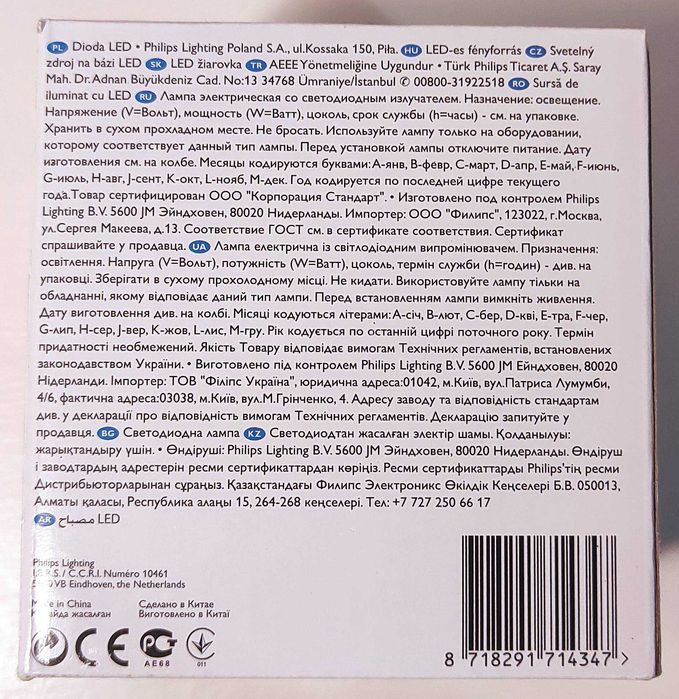 PL Dioda LED • Philips Lighting Poland S.A., ul.Kossaka 150, Piła. HU LED-es fényforrás CZ Svetelný
zdroj na bázi LED SK LED žiarovka TR AEEE Yönetmeliğine Uygundur • Türk Philips Ticaret A.Ş. Saray
Mah. Dr. Adnan Büyükdeniz Cad. No:13 34768 Ümraniye/İstanbul ✆ 00800-31922518 RO Sursă de
iluminat cu LED RU Лампа электрическая со светодиодным излучателем. Назначение: освещение.
Напряжение (V=Вольт), мощность (W=Ватт), цоколь, срок службы (h=часы) - см. на упаковке.
Хранить в сухом прохладном месте. Не бросать. Используйте лампу только на оборудовании,
которому соответствует данный тип лампы. Перед установкой лампы отключите питание. Дату
изготовления см. на колбе. Месяцы кодируются буквами:А-янв, В-февр, С-март, D-апр, Е-май, F-июнь,
G-июль, Н-авг, J-сент, К-окт, L-нояб, М-дек. Год кодируется по последней цифре текущего
года.Товар сертифицирован ООО "Корпорация Стандарт". • Изготовлено под контролем Philips
Lighting B.V. 5600 JM Эйндховен, 80020 Нидерланды. Импортер: ООО "Филипс", 123022, г.Москва,
ул.Сергея Макеева, д.13. Соответствие ГОСТ см. в сертификате соответствия. Сертификат
спрашивайте у продавца. UA Лампа електрична із світлодіодним випромінювачем. Призначення:
освітлення. Напруга (V=Вольт), потужність (W=Ватт), цоколь, термін служби (h=годин) - див. на
упаковці. Зберігати в сухому прохолодному місці. Не кидати. Використовуйте лампу тільки на
обладнанні, якому відповідає даний тип лампи. Перед встановленням лампи вимкніть живлення.
Дату виготовлення див. на колбі. Місяці кодуються літерами:А-січ, В-лют, С-бер, D-кві, Е-тра, F-чер,
G-лип, Н-сер, J-вер, К-жов, L-лис, М-гру. Рік кодується по останній цифрі поточного року. Термін
придатності необмежений. Якість Товару відповідає вимогам Технічних регламентів, встановлених
законодавством України. • Виготовлено під контролем Philips Lighting B.V. 5600 JM Ейндховен, 80020
Нідерланди. Імпортер: ТОВ "Філіпс Україна", юридична адреса:01042, м.Київ, вул.Патриса Лумумби,
4/6, фактична адреса:03038, м.Київ, вул.М.Грінченко, 4. Адресу заводу та відповідність стандартам
див. у декларації про відповідність вимогам Технічних регламентів. Декларацію запитуйте у
продавця. BG Светодиодна лампа KZ Светодиодтан жасалған электір шамы. Қолданылуы:
жарықтандыру үшін. • Өндіруші: Philips Lighting B.V. 5600 JM Эйндховен, 80020 Нидерланды. Өндіруш
і заводтардың адрестерін ресми сертификаттардан көріңіз. Ресми сертификаттарды Philips'тің ресми
Дистрибьюторларынан сұраңыз. Қазақстандағы Филипс Электроникс Өкілдік Кеңселері Б.В. 050013,
Алматы қаласы, Республика алаңы 15, 264-268 кеңселері. Тел: +7 727 250 66 17
AR مصباح LED
Philips Lighting
I.E.R.S. / C.C.R.I. Numéro 10461
VB Eindhoven, the Netherlands
Made in China Сделано в Китае
жасалған Виготовлено в Китаї
CE PCT
AE68 011
8 718291 714347 >